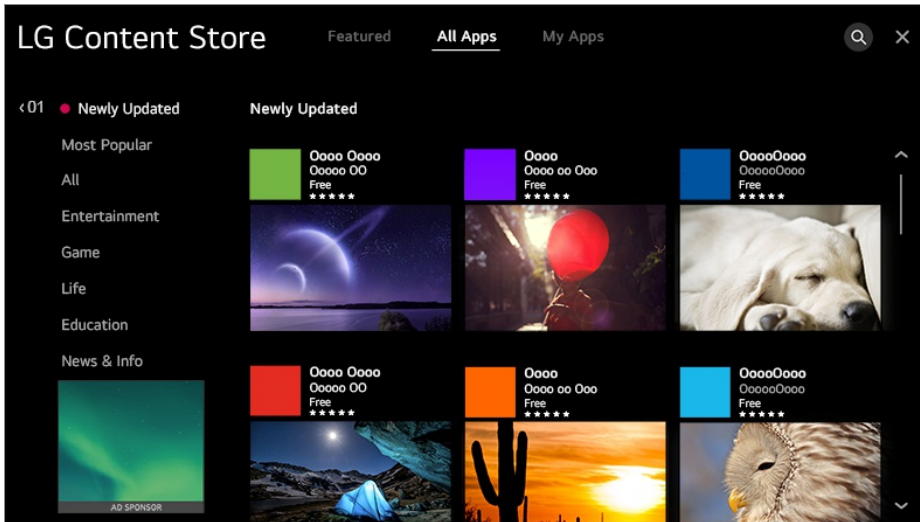 LG Content Store
Featured
All Apps
My Apps
‹ 01
Newly Updated
Most Popular
All
Entertainment
Game
Life
Education
News & Info
AD SPONSOR
Newly Updated
Oooo Oooo
Ooooo OO
Free
★★★★★
Oooo
Oooo oo Ooo
Free
★★★★★
OoooOooo
OooooOooo
Free
★★★★★
Oooo Oooo
Ooooo OO
Free
★★★★★
Oooo
Oooo oo Ooo
Free
★★★★★
OoooOooo
OooooOooo
Free
★★★★★